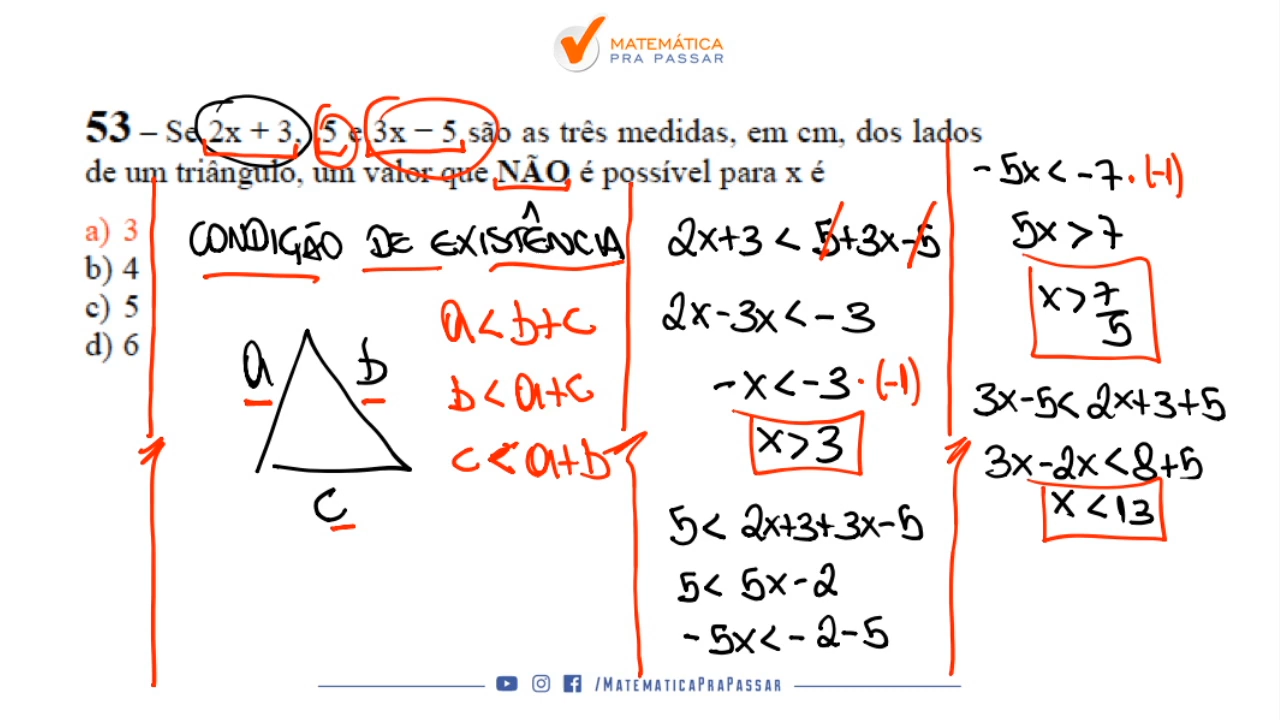 MATEMÁTICA
PRA PASSAR
53 – Se 2x + 3, 5 e 3x – 5 são as três medidas, em cm, dos lados
de um triângulo, um valor que NÃO é possível para x é
a) 3
b) 4
c) 5
d) 6
CONDIÇÃO DE EXISTÊNCIA
a
b
c
a < b+c
b < a+c
c < a+b
2x+3 < 5+3x-5
2x-3x < -3
-x < -3 · (-1)
x > 3
5 < 2x+3+3x-5
5 < 5x-2
-5x < -2-5
-5x < -7 · (-1)
5x > 7
x > 7/5
3x-5 < 2x+3+5
3x-2x < 8+5
x < 13
/MATEMATICAPRAPASSAR